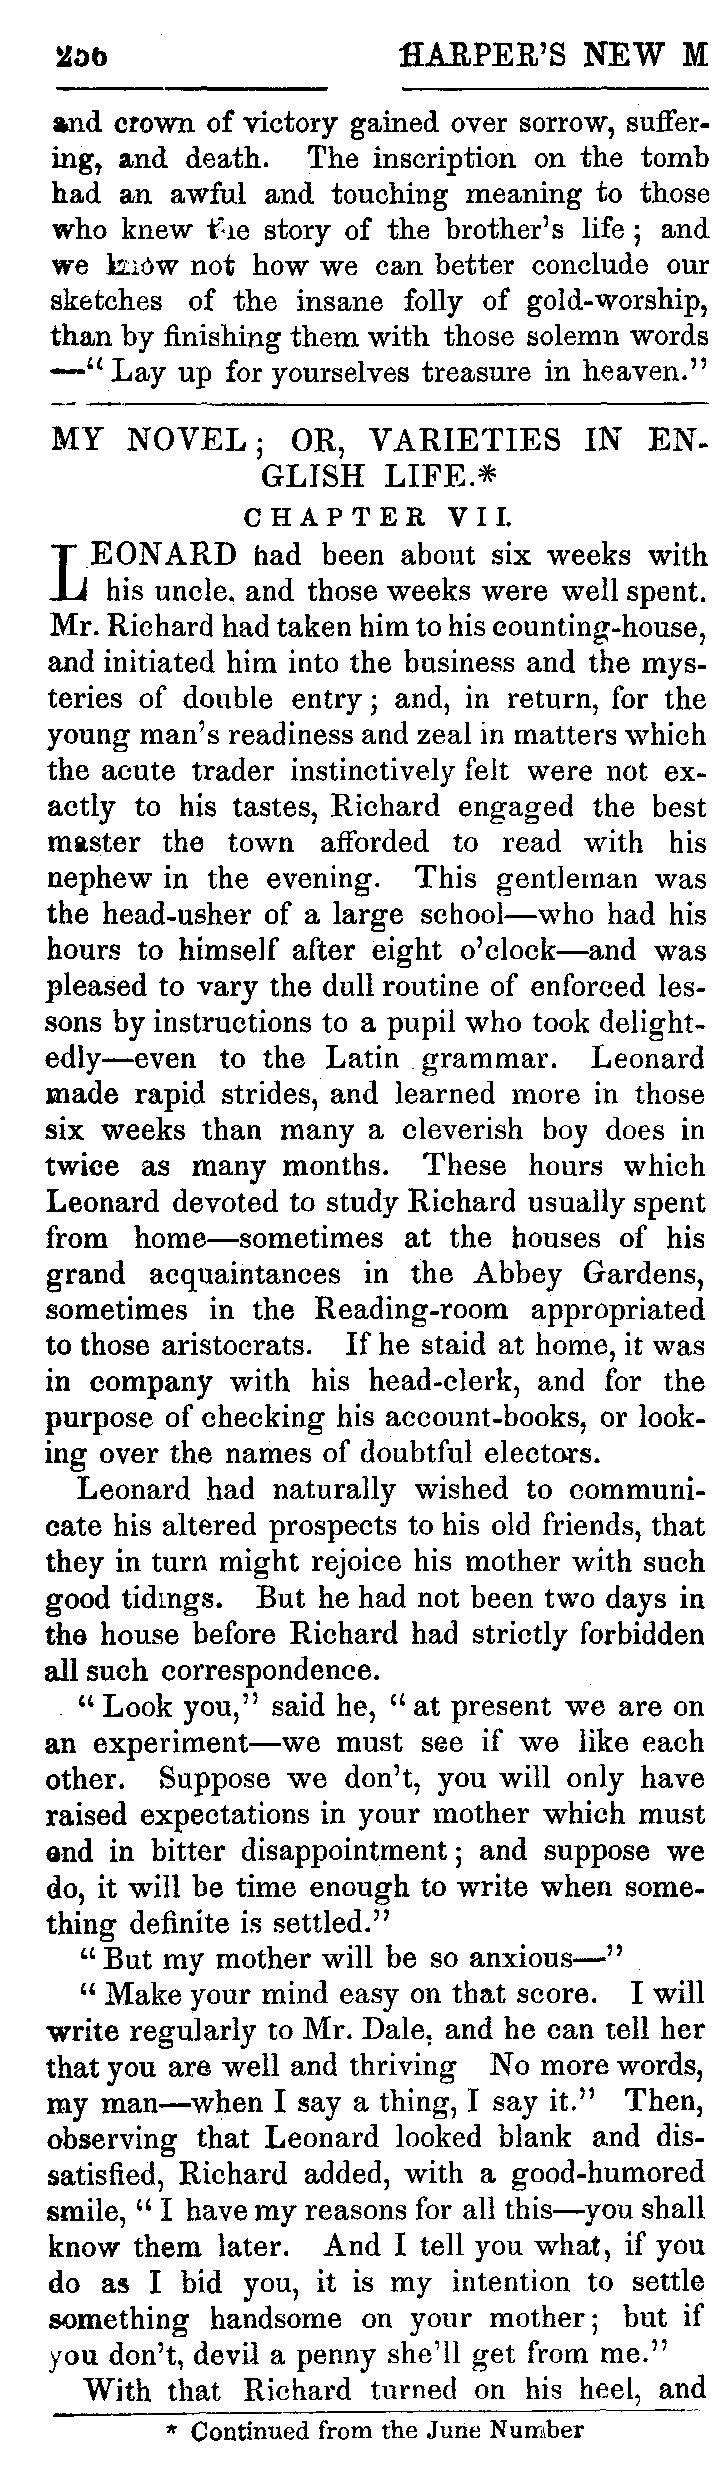 256 HARPER'S NEW M
and crown of victory gained over sorrow, suffer-
ing, and death. The inscription on the tomb
had an awful and touching meaning to those
who knew the story of the brother's life; and
we know not how we can better conclude our
sketches of the insane folly of gold-worship,
than by finishing them with those solemn words
—"Lay up for yourselves treasure in heaven."
MY NOVEL; OR, VARIETIES IN EN-
GLISH LIFE.*
CHAPTER VII.
LEONARD had been about six weeks with
his uncle, and those weeks were well spent.
Mr. Richard had taken him to his counting-house,
and initiated him into the business and the mys-
teries of double entry; and, in return, for the
young man's readiness and zeal in matters which
the acute trader instinctively felt were not ex-
actly to his tastes, Richard engaged the best
master the town afforded to read with his
nephew in the evening. This gentleman was
the head-usher of a large school—who had his
hours to himself after eight o'clock—and was
pleased to vary the dull routine of enforced les-
sons by instructions to a pupil who took delight-
edly—even to the Latin grammar. Leonard
made rapid strides, and learned more in those
six weeks than many a cleverish boy does in
twice as many months. These hours which
Leonard devoted to study Richard usually spent
from home—sometimes at the houses of his
grand acquaintances in the Abbey Gardens,
sometimes in the Reading-room appropriated
to those aristocrats. If he staid at home, it was
in company with his head-clerk, and for the
purpose of checking his account-books, or look-
ing over the names of doubtful electors.
Leonard had naturally wished to communi-
cate his altered prospects to his old friends, that
they in turn might rejoice his mother with such
good tidings. But he had not been two days in
the house before Richard had strictly forbidden
all such correspondence.
"Look you," said he, "at present we are on
an experiment—we must see if we like each
other. Suppose we don't, you will only have
raised expectations in your mother which must
end in bitter disappointment; and suppose we
do, it will be time enough to write when some-
thing definite is settled."
"But my mother will be so anxious—"
"Make your mind easy on that score. I will
write regularly to Mr. Dale, and he can tell her
that you are well and thriving No more words,
my man—when I say a thing, I say it." Then,
observing that Leonard looked blank and dis-
satisfied, Richard added, with a good-humored
smile, "I have my reasons for all this—you shall
know them later. And I tell you what, if you
do as I bid you, it is my intention to settle
something handsome on your mother; but if
you don't, devil a penny she'll get from me."
With that Richard turned on his heel, and
* Continued from the June Number